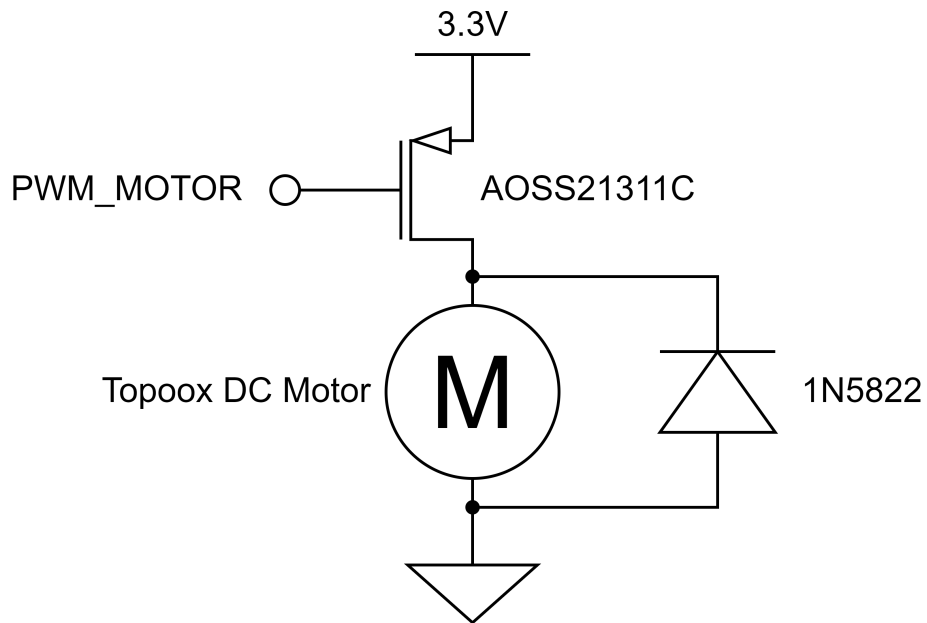 3.3V
PWM_MOTOR
AOSS21311C
M
Topoox DC Motor
1N5822